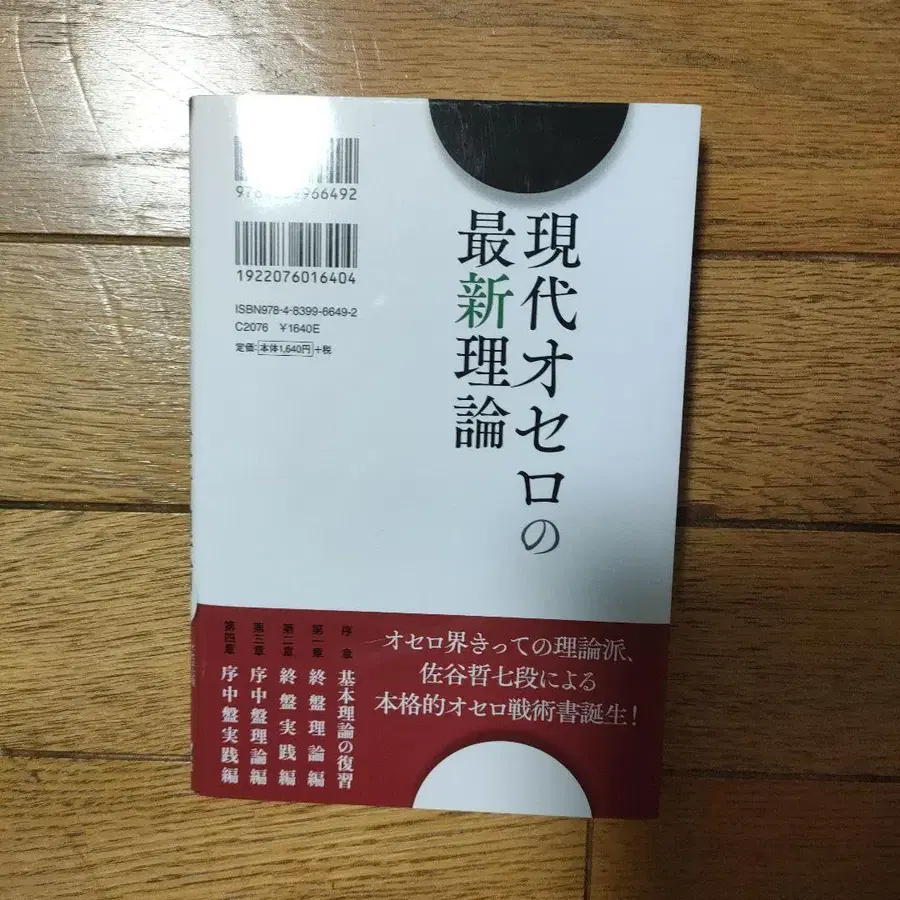 966492
1922076016404
ISBN978-4-8399-6649-2
C2076 ¥1640E
定価:本体1,640円+税
現代オセロの
最新理論
オセロ界きっての理論派、
佐谷哲七段による
本格的オセロ戦術書誕生!
序章 基本理論の復習
第一章 終盤理論編
第二章 終盤実践編
第三章 序中盤理論編
第四章 序中盤実践編